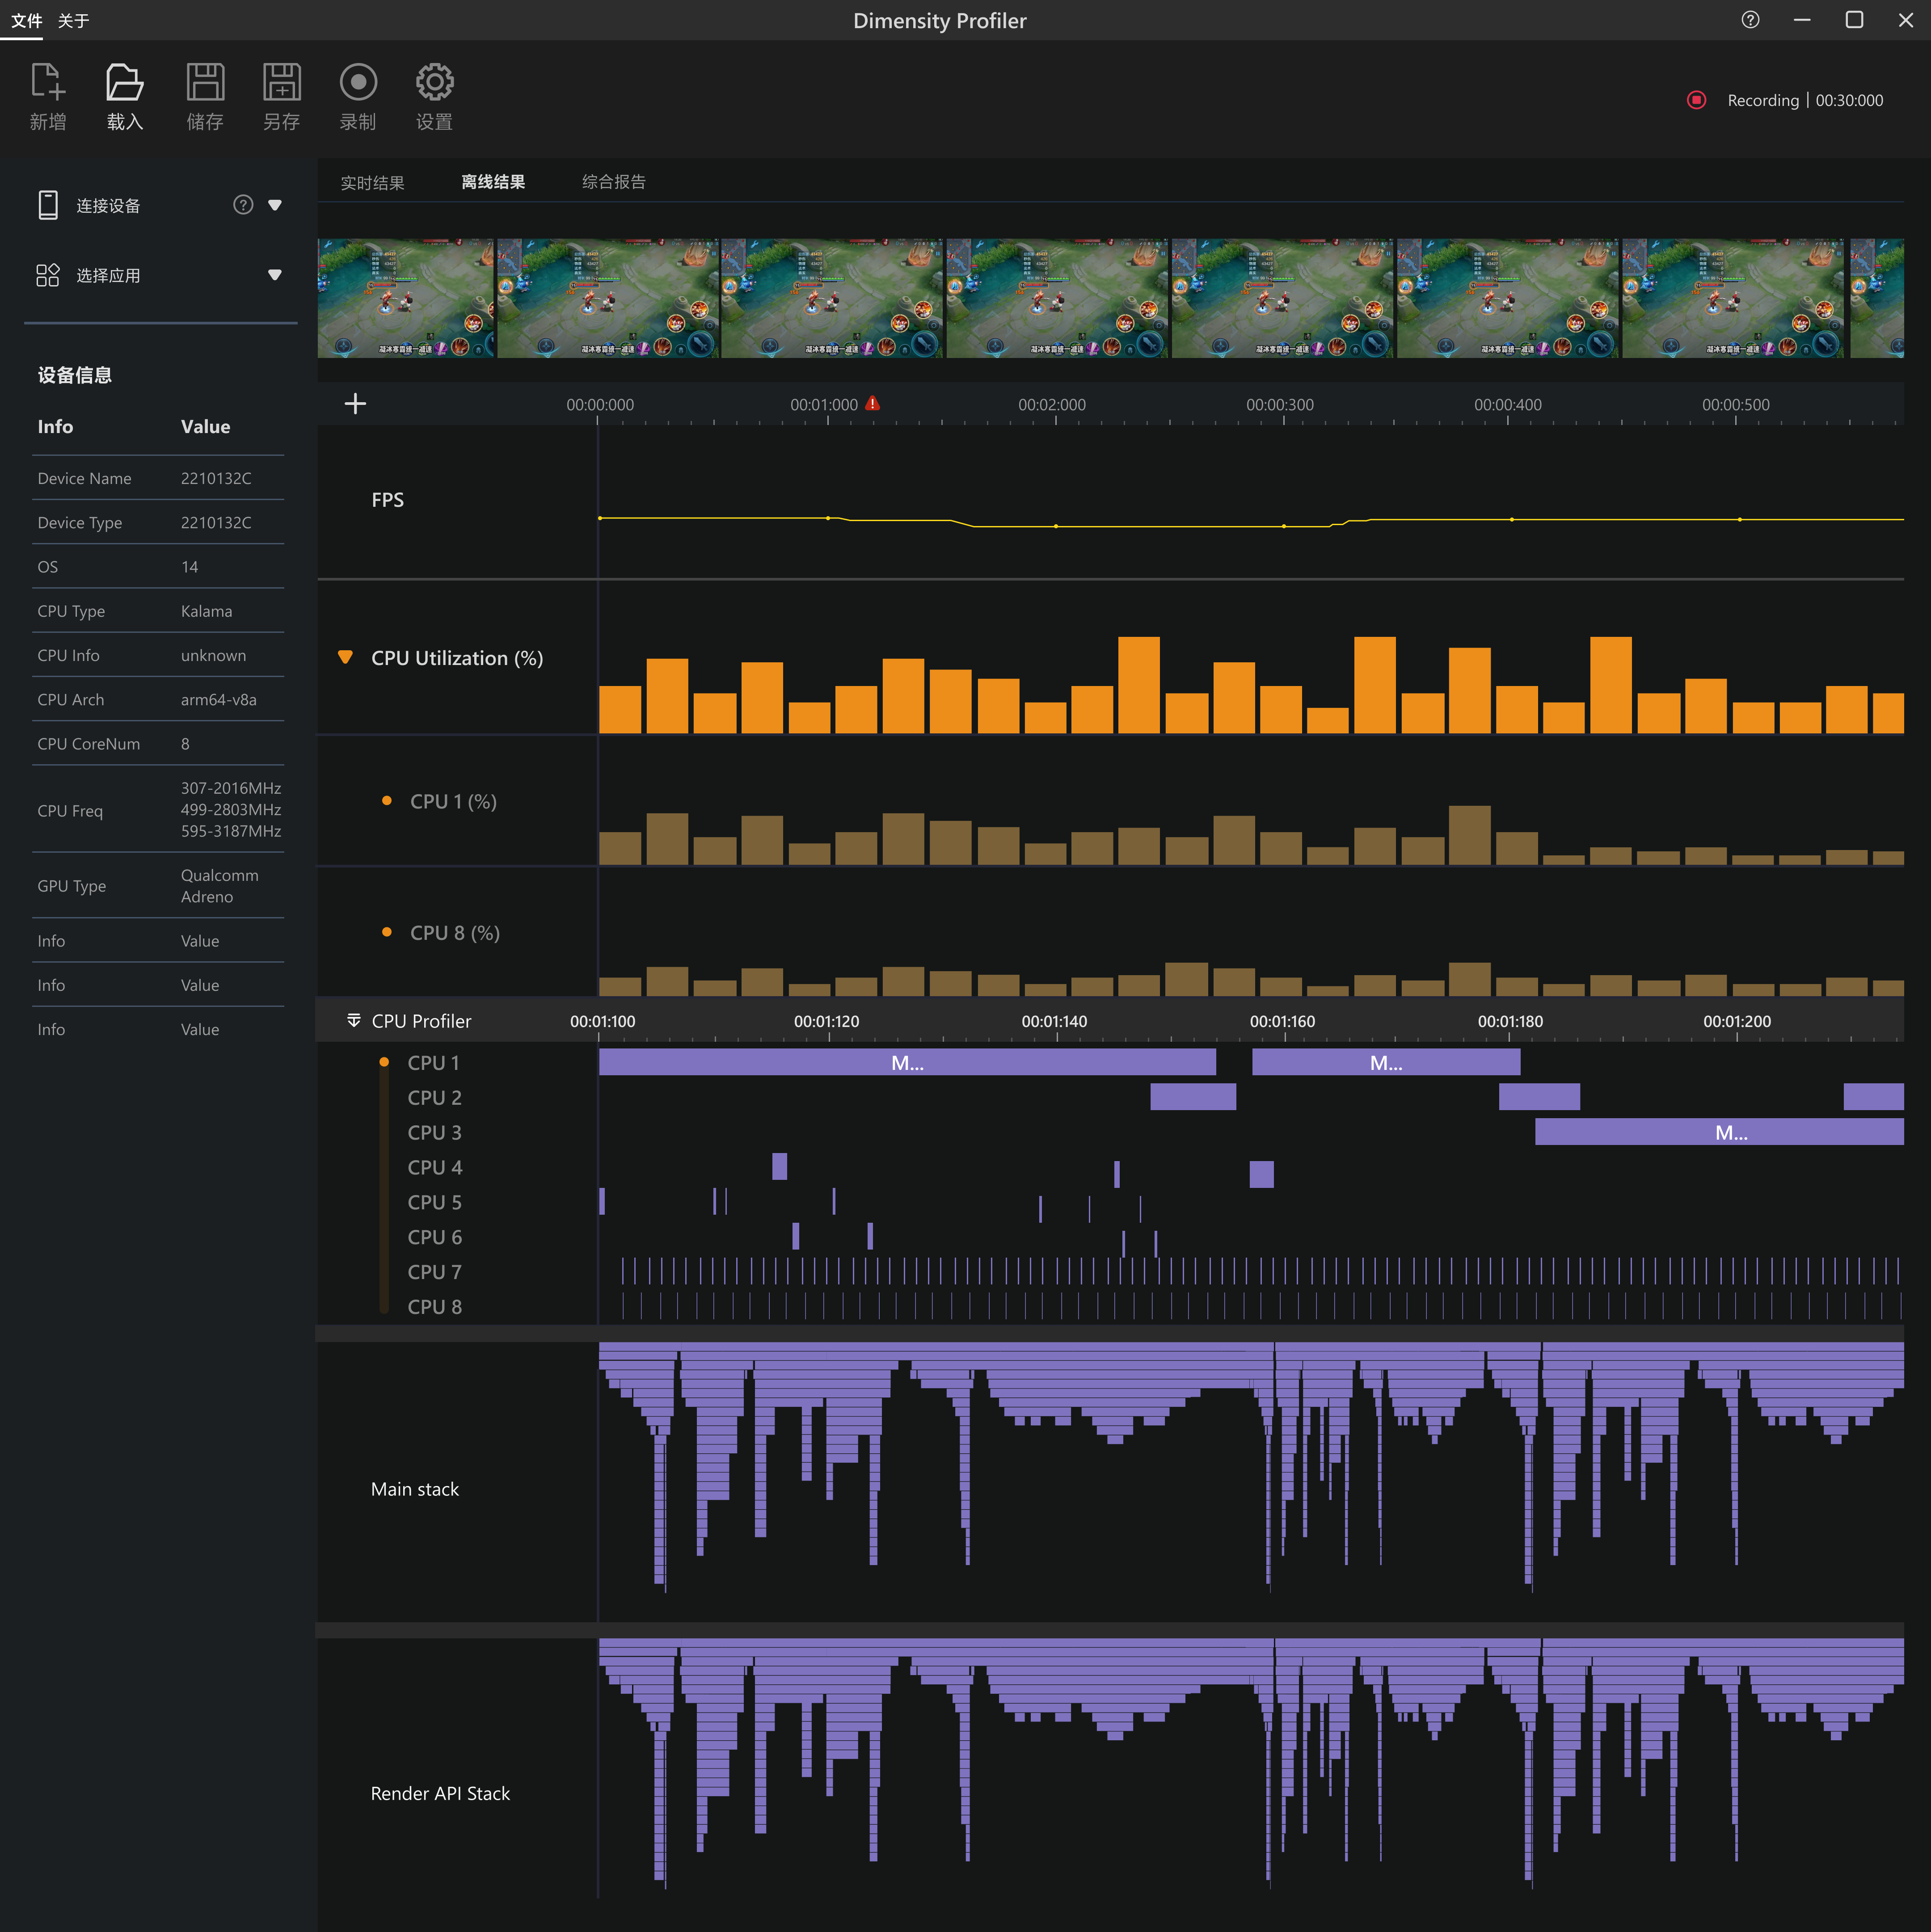 文件 关于 Dimensity Profiler
新增 载入 储存 另存 录制 设置
Recording | 00:30:000
连接设备
选择应用
设备信息
Info Value
Device Name 2210132C
Device Type 2210132C
OS 14
CPU Type Kalama
CPU Info unknown
CPU Arch arm64-v8a
CPU CoreNum 8
CPU Freq 307-2016MHz
499-2803MHz
595-3187MHz
GPU Type Qualcomm
Adreno
Info Value
Info Value
Info Value
实时结果 离线结果 综合报告
00:00:000 00:01:000 00:02:000 00:00:300 00:00:400 00:00:500
FPS
CPU Utilization (%)
CPU 1 (%)
CPU 8 (%)
CPU Profiler 00:01:100 00:01:120 00:01:140 00:01:160 00:01:180 00:01:200
CPU 1 M... M...
CPU 2
CPU 3 M...
CPU 4
CPU 5
CPU 6
CPU 7
CPU 8
Main stack
Render API Stack